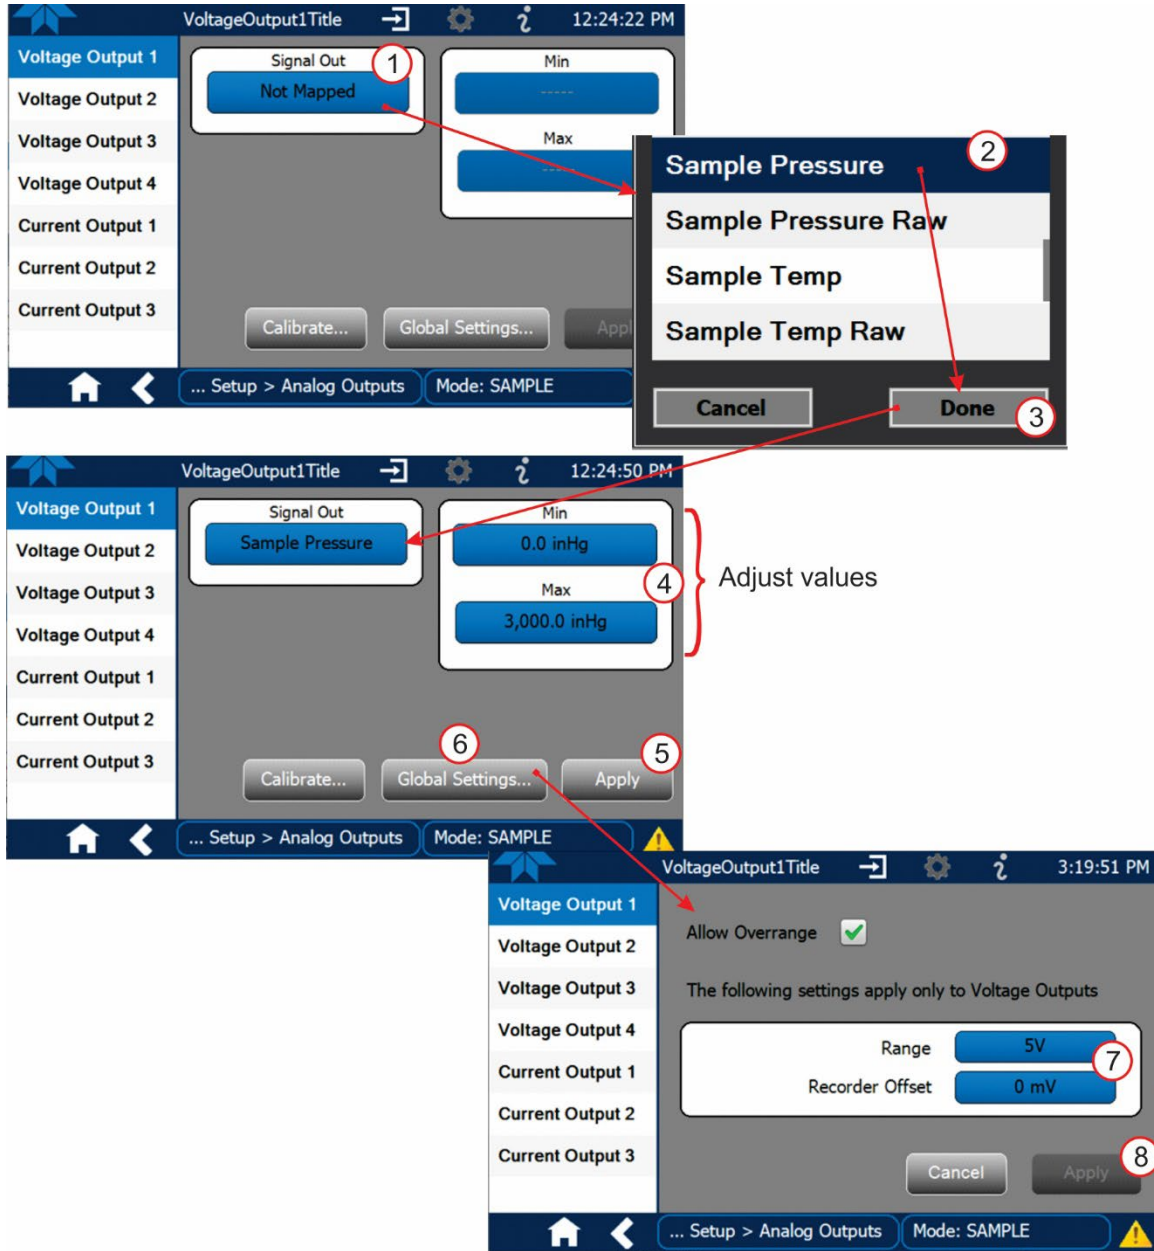 VoltageOutput1Title 12:24:22 PM
Voltage Output 1
Voltage Output 2
Voltage Output 3
Voltage Output 4
Current Output 1
Current Output 2
Current Output 3
Signal Out 1
Not Mapped
Min
-----
Max
-----
Calibrate... Global Settings... Appl
... Setup > Analog Outputs Mode: SAMPLE
2
Sample Pressure
Sample Pressure Raw
Sample Temp
Sample Temp Raw
Cancel Done 3
VoltageOutput1Title 12:24:50 PM
Voltage Output 1
Voltage Output 2
Voltage Output 3
Voltage Output 4
Current Output 1
Current Output 2
Current Output 3
Signal Out
Sample Pressure
Min
0.0 inHg
4
Max
3,000.0 inHg
Adjust values
6 5
Calibrate... Global Settings... Apply
... Setup > Analog Outputs Mode: SAMPLE
VoltageOutput1Title 3:19:51 PM
Voltage Output 1
Voltage Output 2
Voltage Output 3
Voltage Output 4
Current Output 1
Current Output 2
Current Output 3
Allow Overrange
The following settings apply only to Voltage Outputs
Range 5V
7
Recorder Offset 0 mV
Cancel Apply 8
... Setup > Analog Outputs Mode: SAMPLE